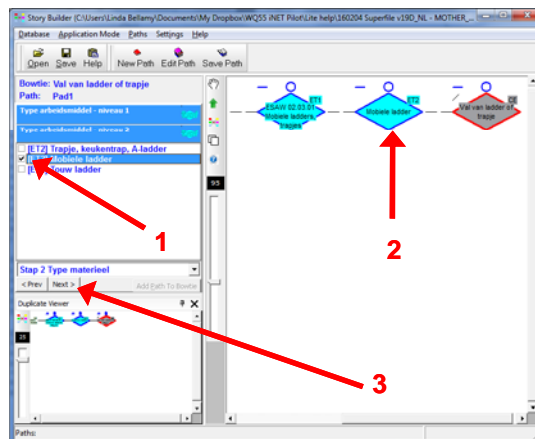 Story Builder (C:\Users\Linda Bellamy\Documents\My Dropbox\WQ55 iNET Pilot\Lite help\160204 Superfile v19D_NL - MOTHER_...
Database Application Mode Paths Settings Help
Open Save Help New Path Edit Path Save Path
Bowtie: Val van ladder of trapje
Path: Pad1
Type arbeidsmiddel - niveau 1
Type arbeidsmiddel - niveau 2
[ET2] Trapje, keukentrap, A-ladder
Mobiele ladder
Touw ladder
1
Stap 2 Type materieel
< Prev Next > Add Path To Bowtie
Duplicate Viewer
25
Paths:
95
ET1
ESAW 02.03.01
Mobiele ladders,
trapjes
ET2
Mobiele ladder
CE
Val van ladder of
trapje
2
3